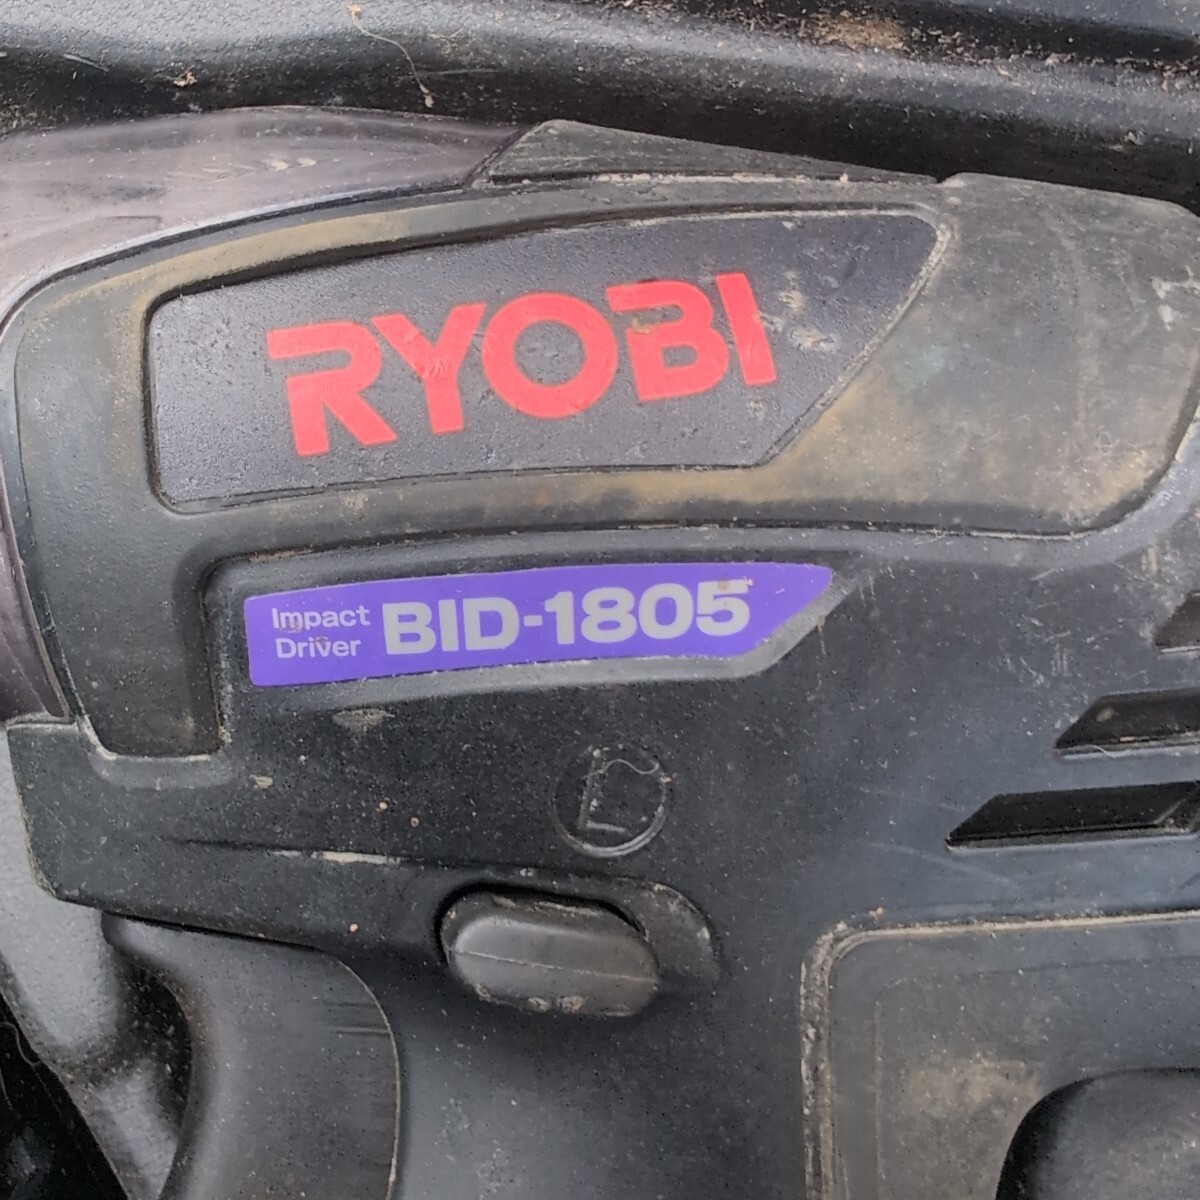 RYOBI
Impact
Driver
BID-1805
L